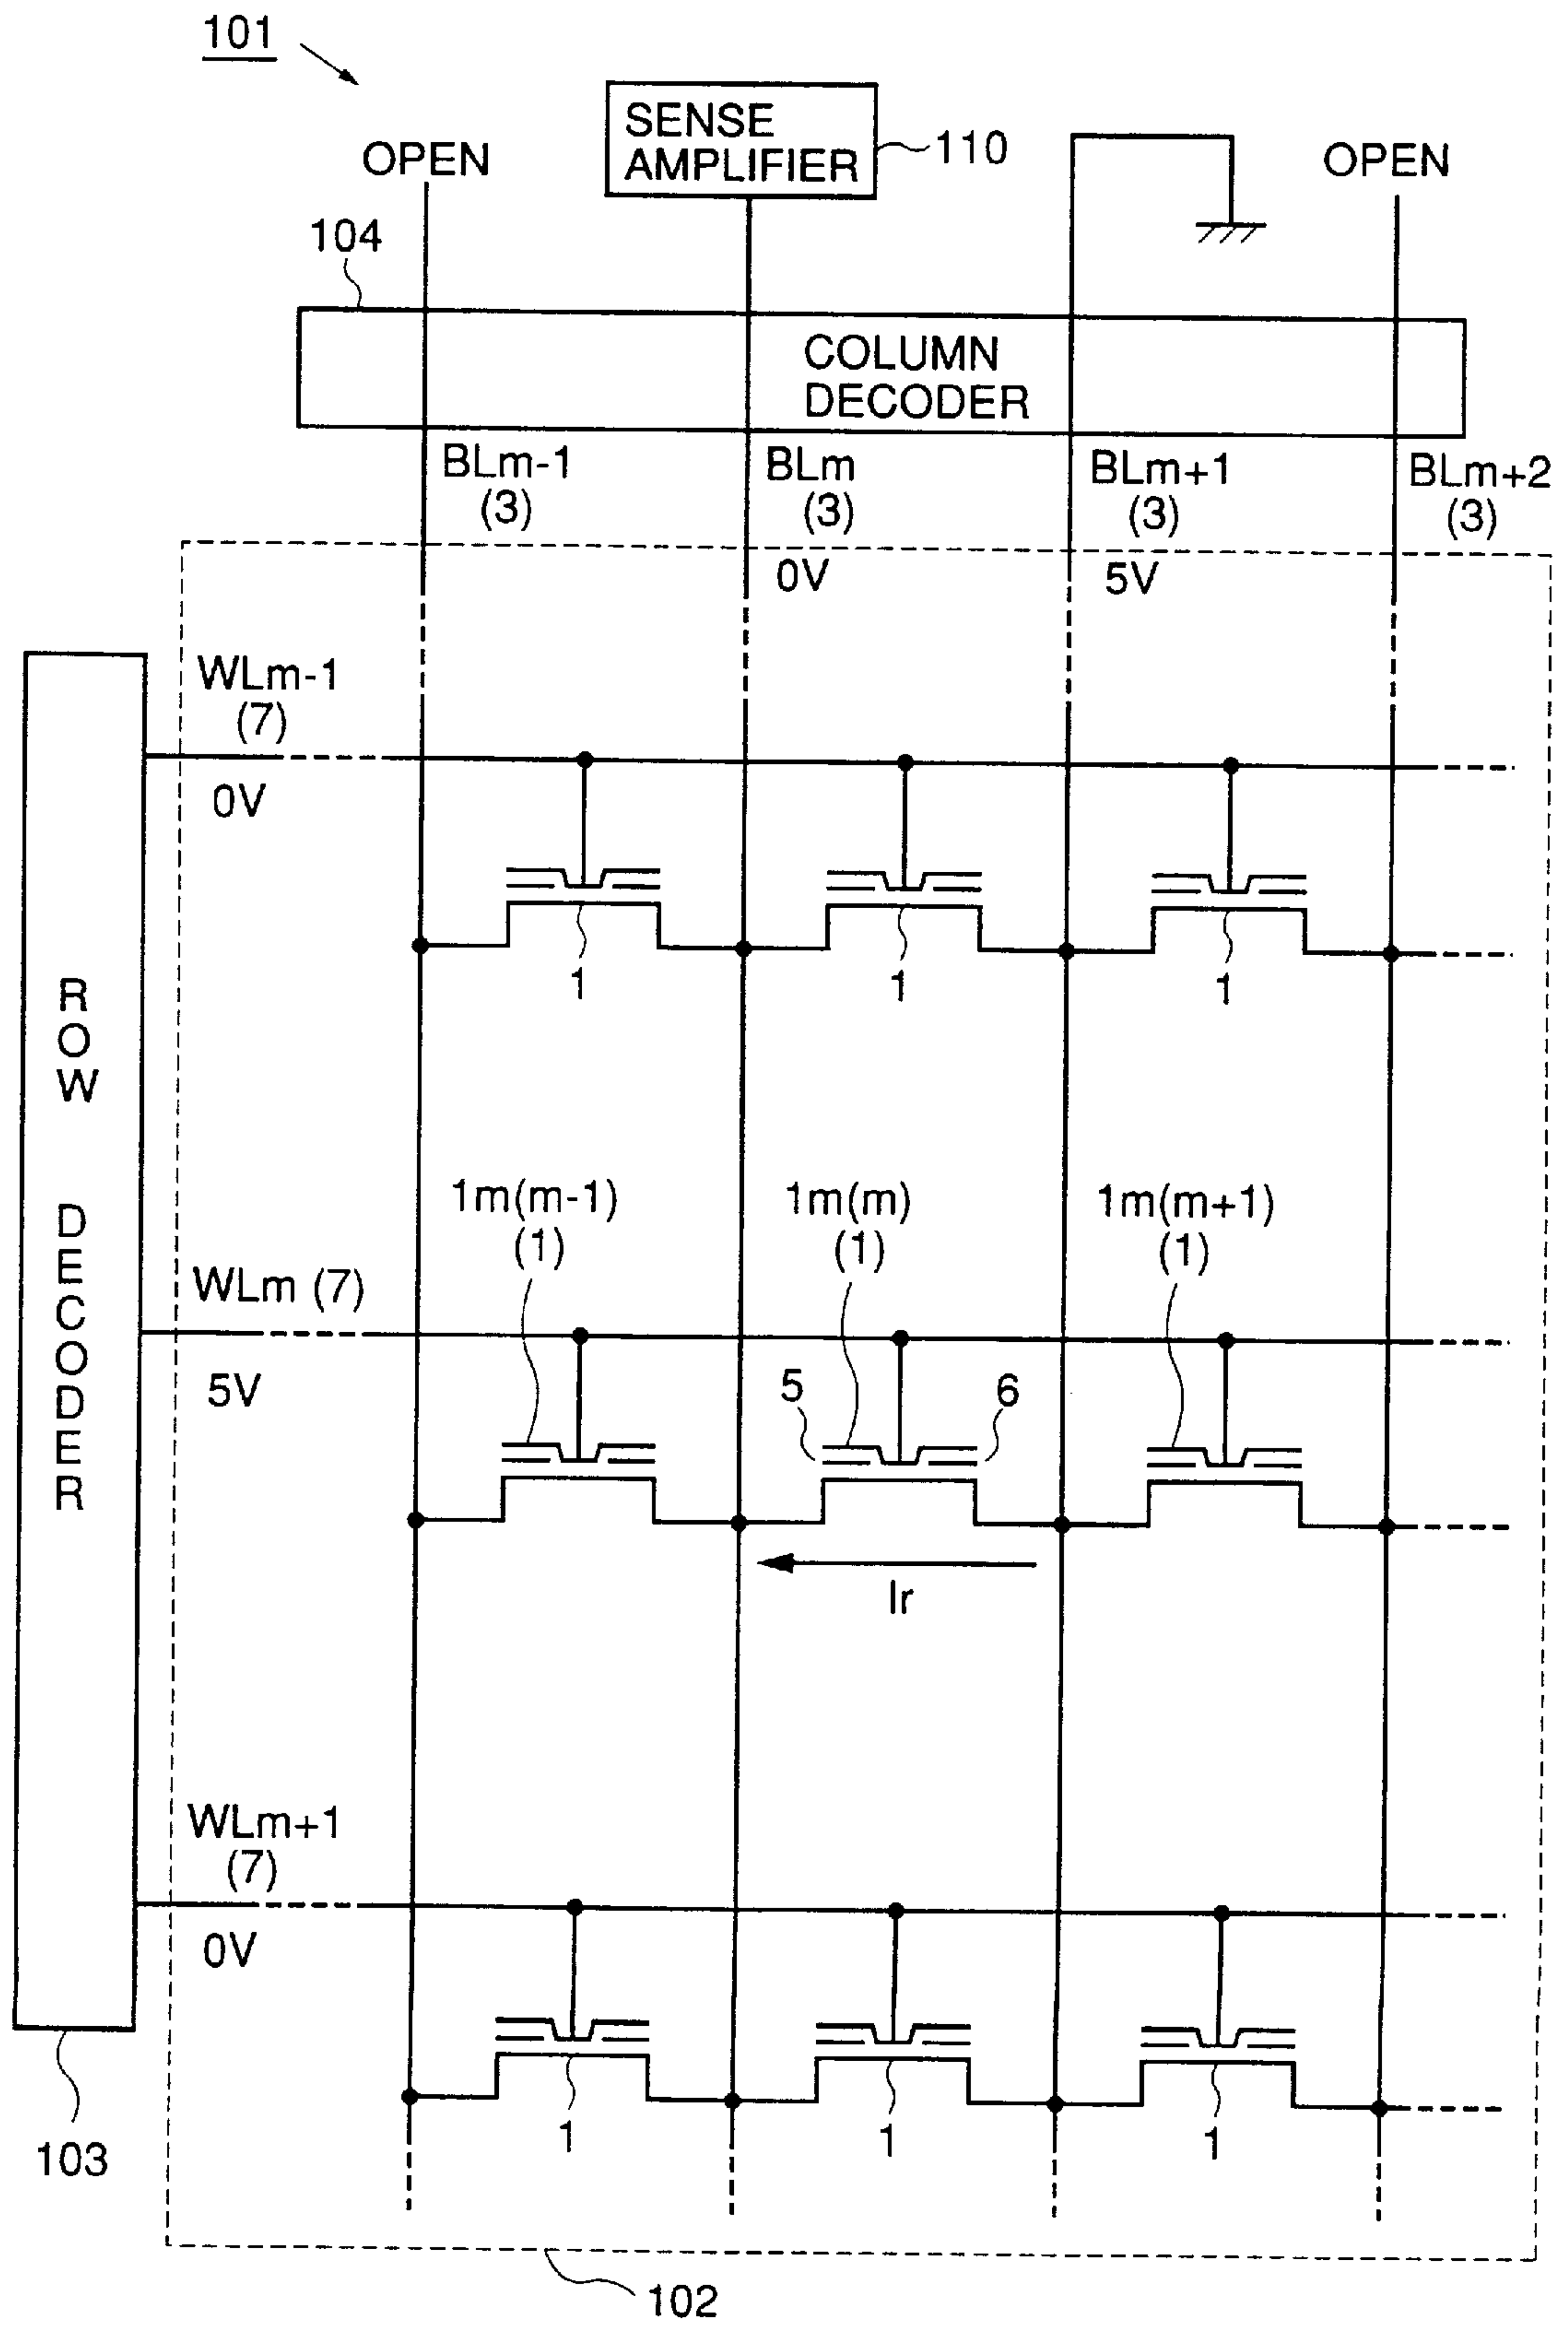 101
SENSE
AMPLIFIER
110
OPEN
OPEN
104
COLUMN
DECODER
BLm-1
(3)
BLm
(3)
BLm+1
(3)
BLm+2
(3)
0V
5V
WLm-1
(7)
0V
1
1
1
ROW DECODER
1m(m-1)
(1)
1m(m)
(1)
1m(m+1)
(1)
WLm (7)
5V
5
6
Ir
WLm+1
(7)
0V
1
1
1
103
102